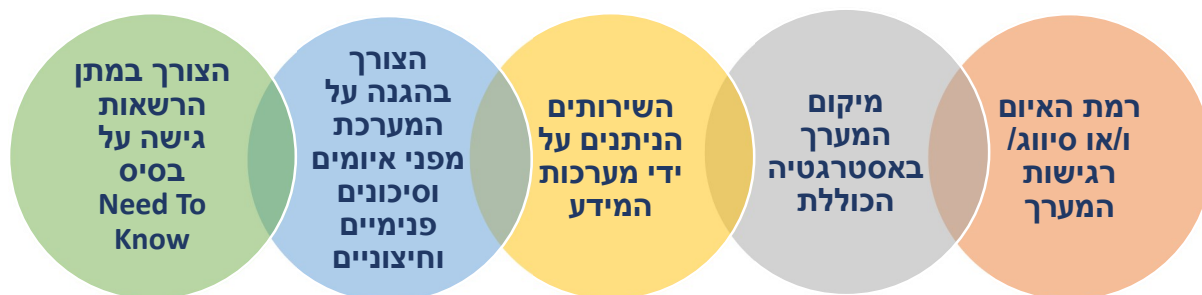 רמת האיום
ו/או סיווג/
רגישות
המערך
מיקום
המערך
באסטרגטיה
הכוללת
השירותים
הניתנים על
ידי מערכות
המידע
הצורך
בהגנה על
המערכת
מפני איומים
וסיכונים
פנימיים
וחיצוניים
הצורך במתן
הרשאות
גישה על
בסיס
Need To
Know